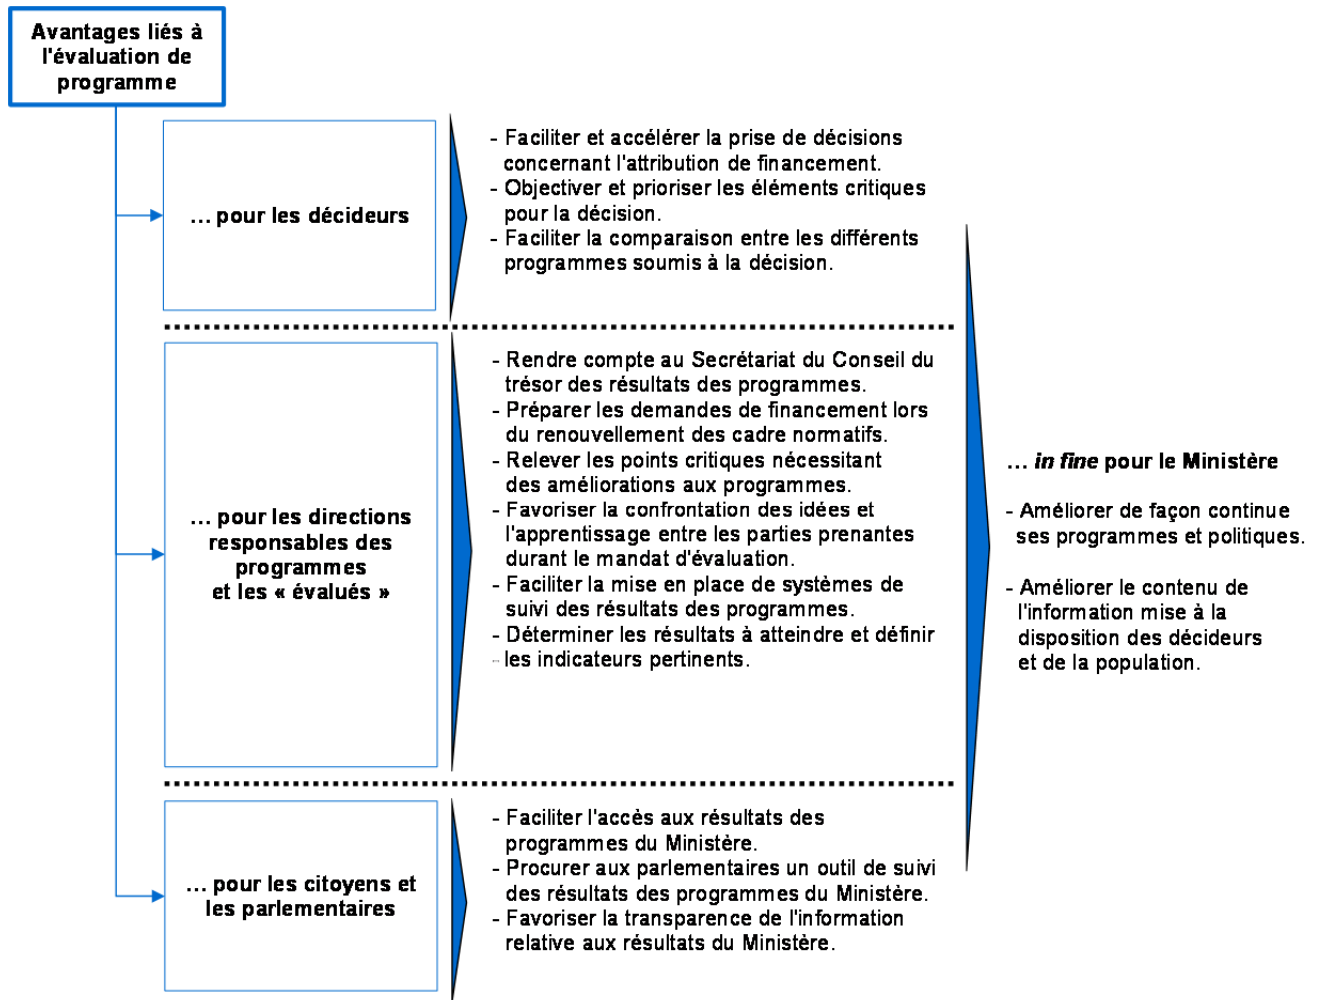 Avantages liés à
l'évaluation de
programme
... pour les décideurs
- Faciliter et accélérer la prise de décisions
concernant l'attribution de financement.
- Objectiver et prioriser les éléments critiques
pour la décision.
- Faciliter la comparaison entre les différents
programmes soumis à la décision.
... pour les directions
responsables des
programmes
et les « évalués »
- Rendre compte au Secrétariat du Conseil du
trésor des résultats des programmes.
- Préparer les demandes de financement lors
du renouvellement des cadre normatifs.
- Relever les points critiques nécessitant
des améliorations aux programmes.
- Favoriser la confrontation des idées et
l'apprentissage entre les parties prenantes
durant le mandat d'évaluation.
- Faciliter la mise en place de systèmes de
suivi des résultats des programmes.
- Déterminer les résultats à atteindre et définir
les indicateurs pertinents.
... pour les citoyens et
les parlementaires
- Faciliter l'accès aux résultats des
programmes du Ministère.
- Procurer aux parlementaires un outil de suivi
des résultats des programmes du Ministère.
- Favoriser la transparence de l'information
relative aux résultats du Ministère.
... in fine pour le Ministère
- Améliorer de façon continue
ses programmes et politiques.
- Améliorer le contenu de
l'information mise à la
disposition des décideurs
et de la population.